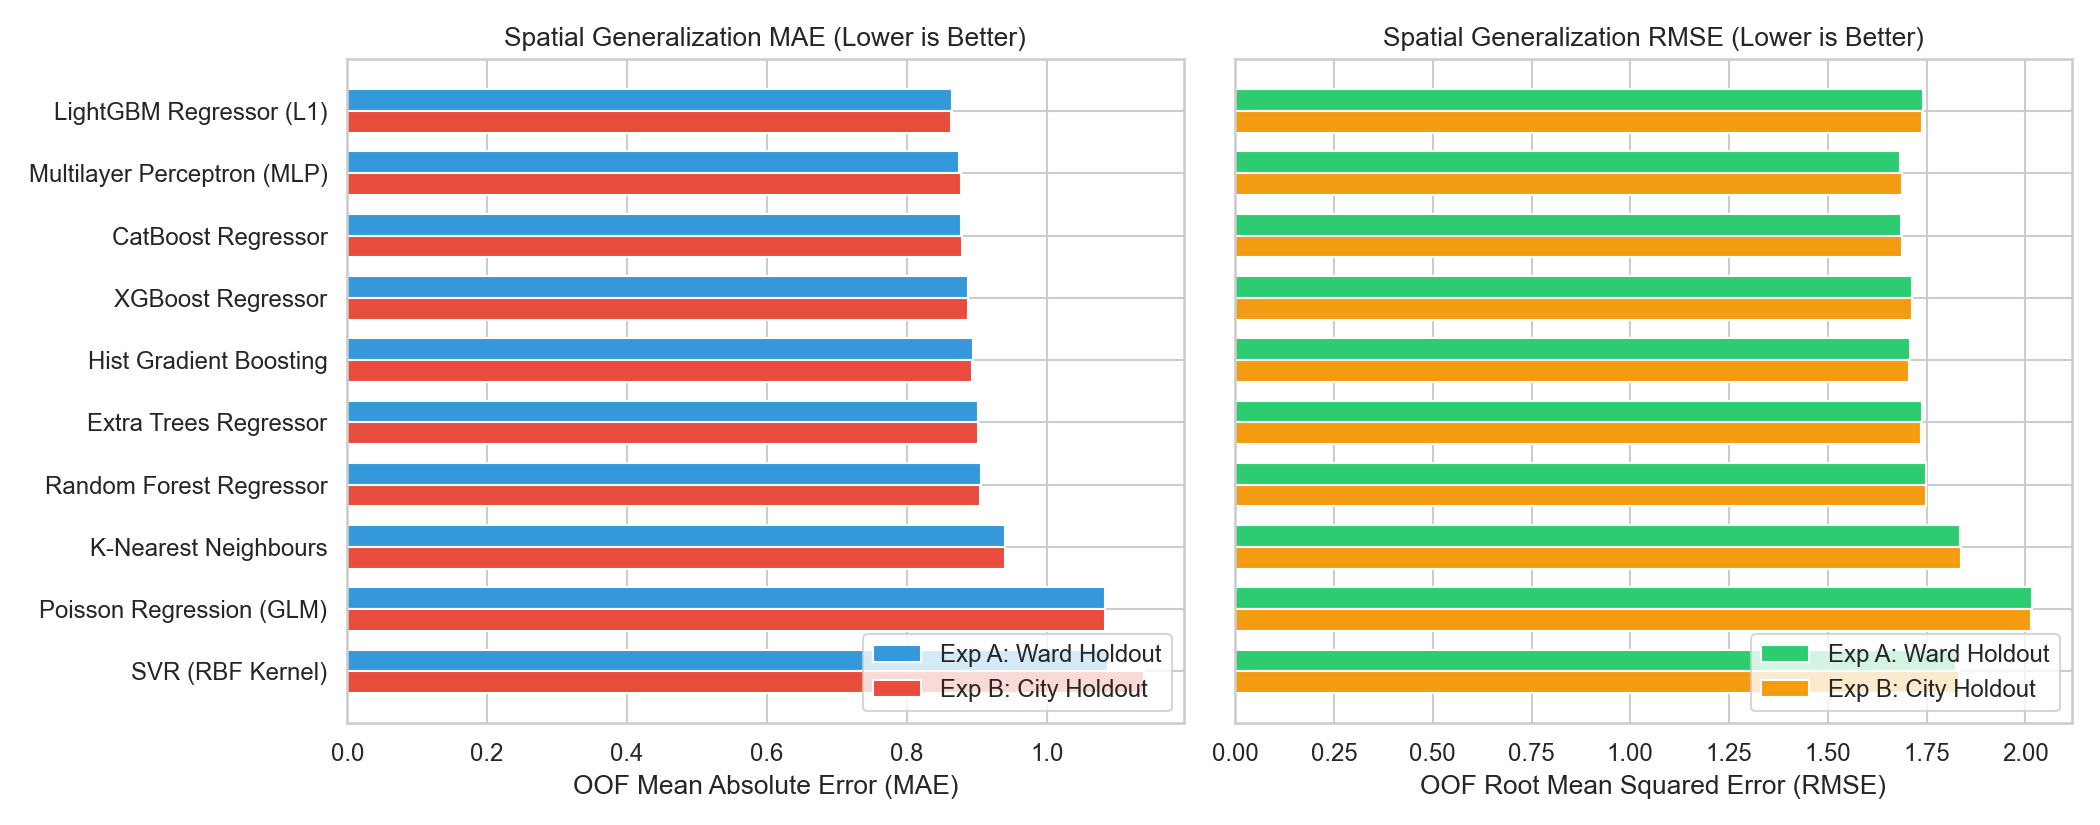 Spatial Generalization MAE (Lower is Better)
LightGBM Regressor (L1)
Multilayer Perceptron (MLP)
CatBoost Regressor
XGBoost Regressor
Hist Gradient Boosting
Extra Trees Regressor
Random Forest Regressor
K-Nearest Neighbours
Poisson Regression (GLM)
SVR (RBF Kernel)
Exp A: Ward Holdout
Exp B: City Holdout
0.0 0.2 0.4 0.6 0.8 1.0
OOF Mean Absolute Error (MAE)
Spatial Generalization RMSE (Lower is Better)
Exp A: Ward Holdout
Exp B: City Holdout
0.00 0.25 0.50 0.75 1.00 1.25 1.50 1.75 2.00
OOF Root Mean Squared Error (RMSE)